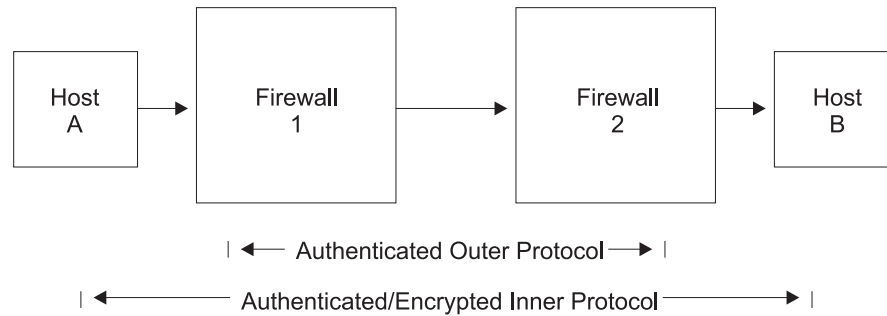 Host
A
Firewall
1
Firewall
2
Host
B
Authenticated Outer Protocol
Authenticated/Encrypted Inner Protocol